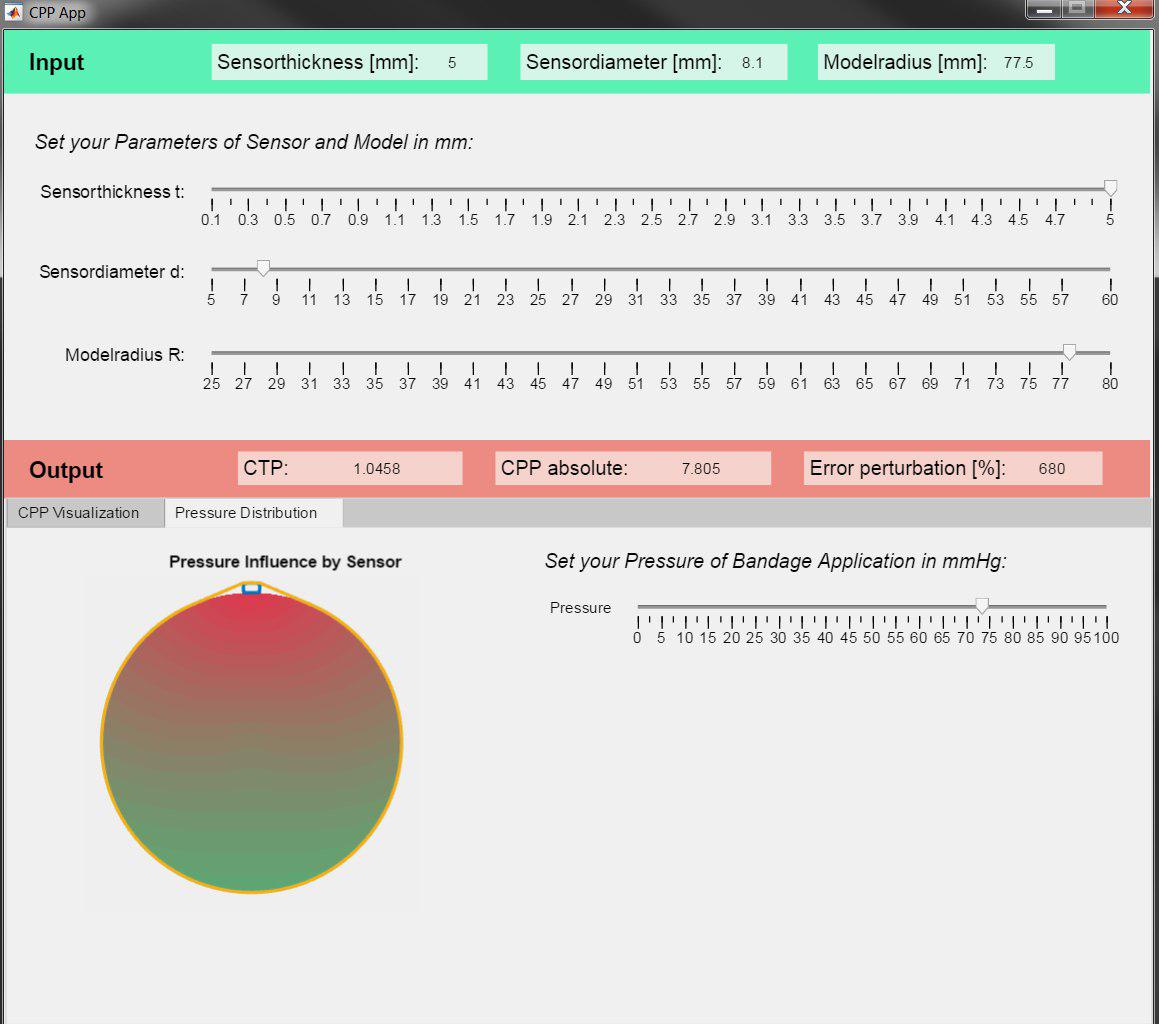 CPP App
Input Sensorthickness [mm]: 5 Sensordiameter [mm]: 8.1 Modelradius [mm]: 77.5
Set your Parameters of Sensor and Model in mm:
Sensorthickness t:
0.1 0.3 0.5 0.7 0.9 1.1 1.3 1.5 1.7 1.9 2.1 2.3 2.5 2.7 2.9 3.1 3.3 3.5 3.7 3.9 4.1 4.3 4.5 4.7 5
Sensordiameter d:
5 7 9 11 13 15 17 19 21 23 25 27 29 31 33 35 37 39 41 43 45 47 49 51 53 55 57 60
Modelradius R:
25 27 29 31 33 35 37 39 41 43 45 47 49 51 53 55 57 59 61 63 65 67 69 71 73 75 77 80
Output CTP: 1.0458 CPP absolute: 7.805 Error perturbation [%]: 680
CPP Visualization Pressure Distribution
Pressure Influence by Sensor
Set your Pressure of Bandage Application in mmHg:
Pressure
0 5 10 15 20 25 30 35 40 45 50 55 60 65 70 75 80 85 90 95 100